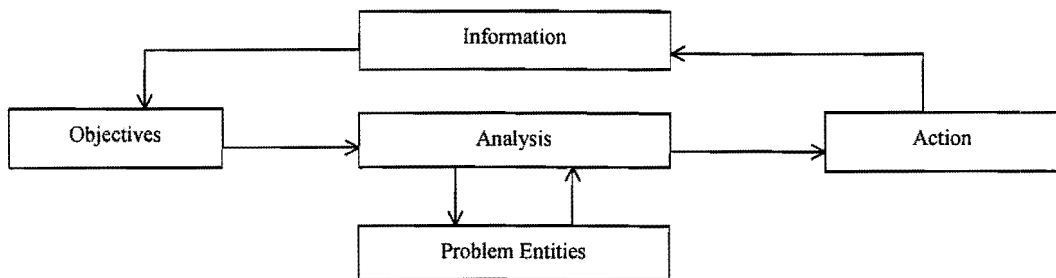 Information
Objectives
Analysis
Action
Problem Entities